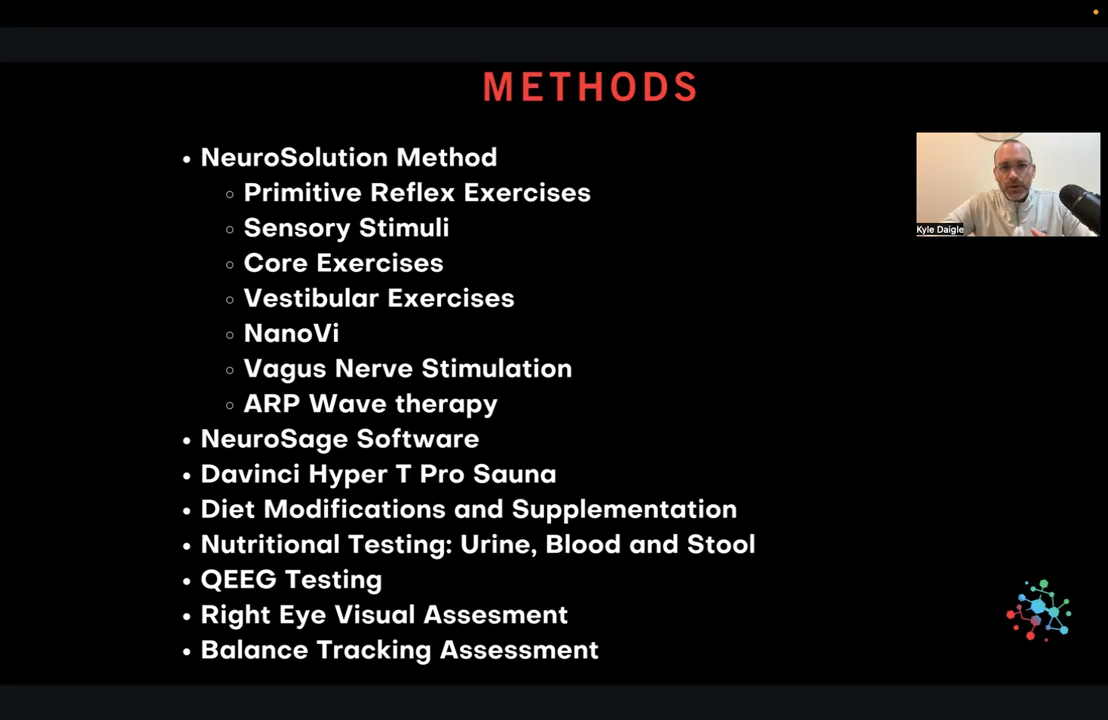 METHODS
• NeuroSolution Method
◦ Primitive Reflex Exercises
◦ Sensory Stimuli
◦ Core Exercises
◦ Vestibular Exercises
◦ NanoVi
◦ Vagus Nerve Stimulation
◦ ARP Wave therapy
• NeuroSage Software
• Davinci Hyper T Pro Sauna
• Diet Modifications and Supplementation
• Nutritional Testing: Urine, Blood and Stool
• QEEG Testing
• Right Eye Visual Assesment
• Balance Tracking Assessment
Kyle Daigle